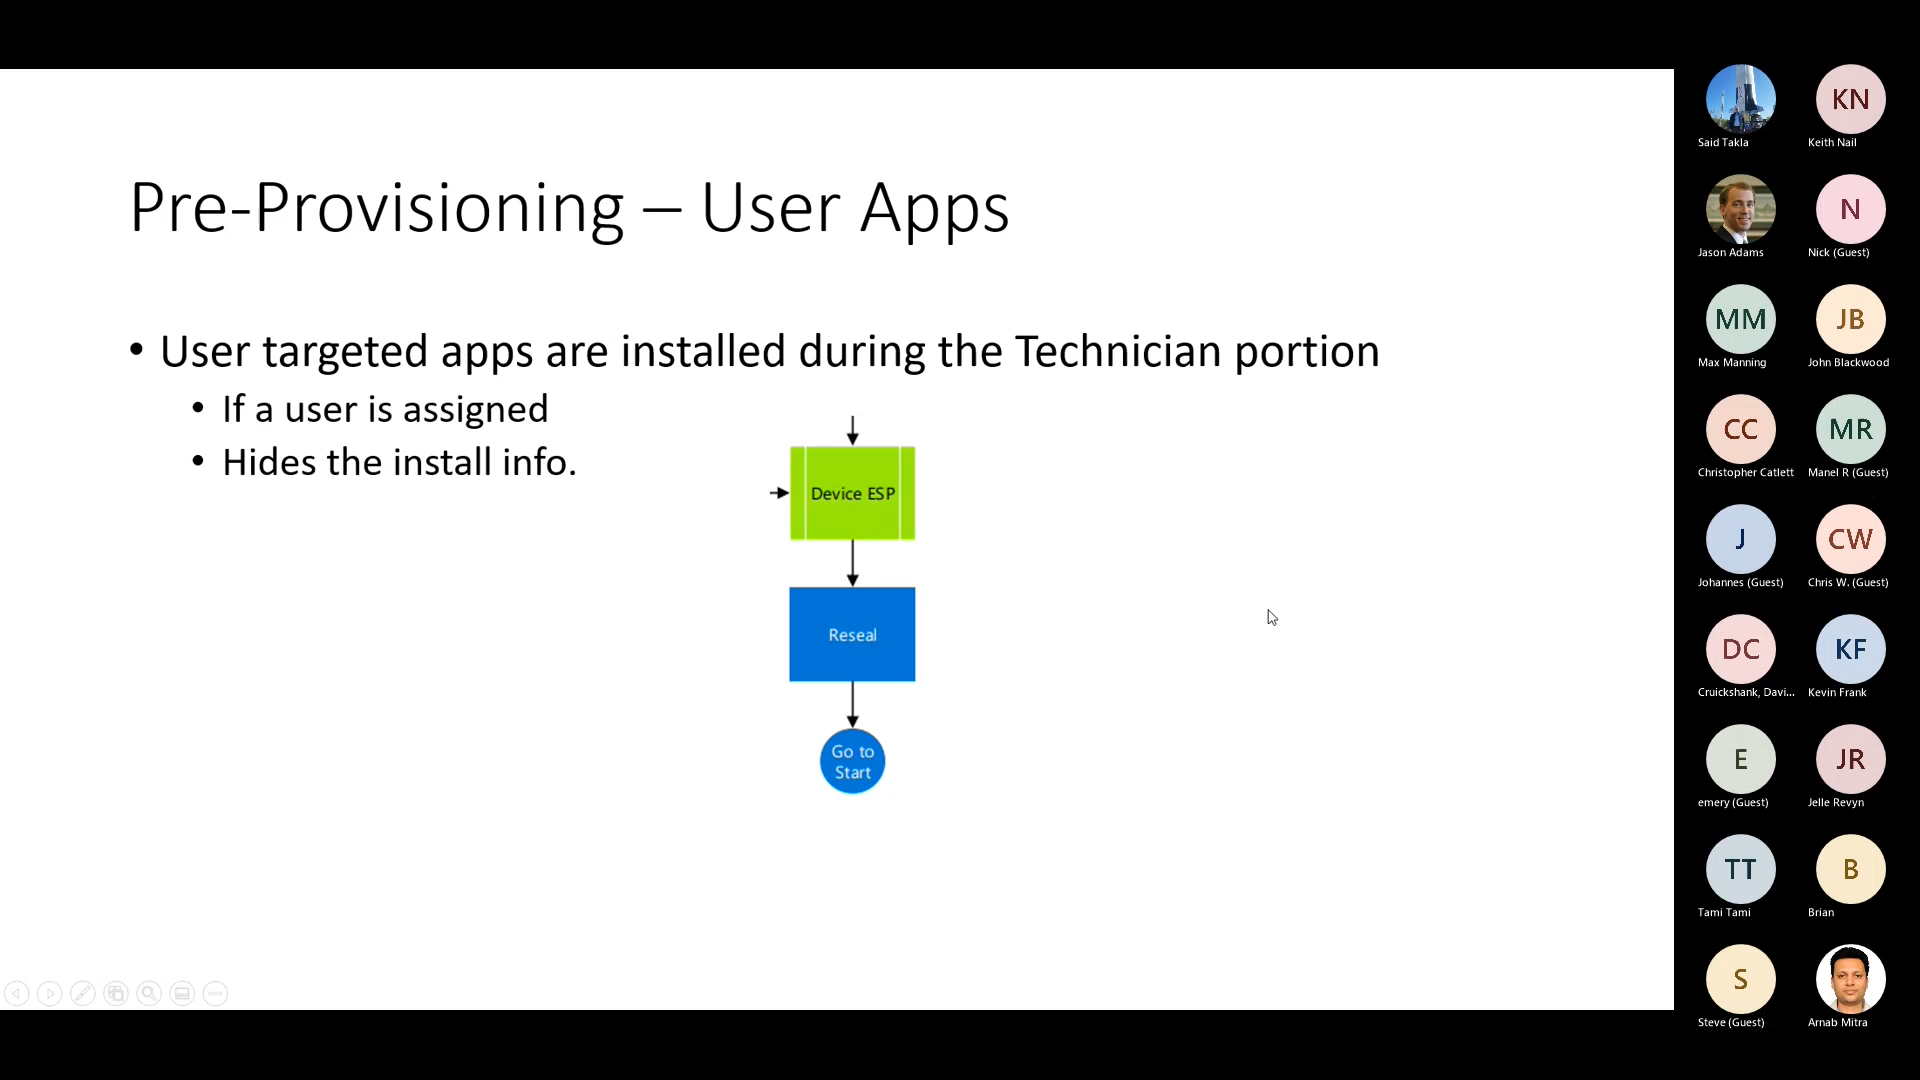 Pre-Provisioning – User Apps
• User targeted apps are installed during the Technician portion
• If a user is assigned
• Hides the install info.
Device ESP
Reseal
Go to
Start
Said Takla
KN
Keith Nail
Jason Adams
N
Nick (Guest)
MM
Max Manning
JB
John Blackwood
CC
Christopher Catlett
MR
Manel R (Guest)
J
Johannes (Guest)
CW
Chris W. (Guest)
DC
Cruickshank, Davi...
KF
Kevin Frank
E
emery (Guest)
JR
Jelle Revyn
TT
Tami Tami
B
Brian
S
Steve (Guest)
Arnab Mitra